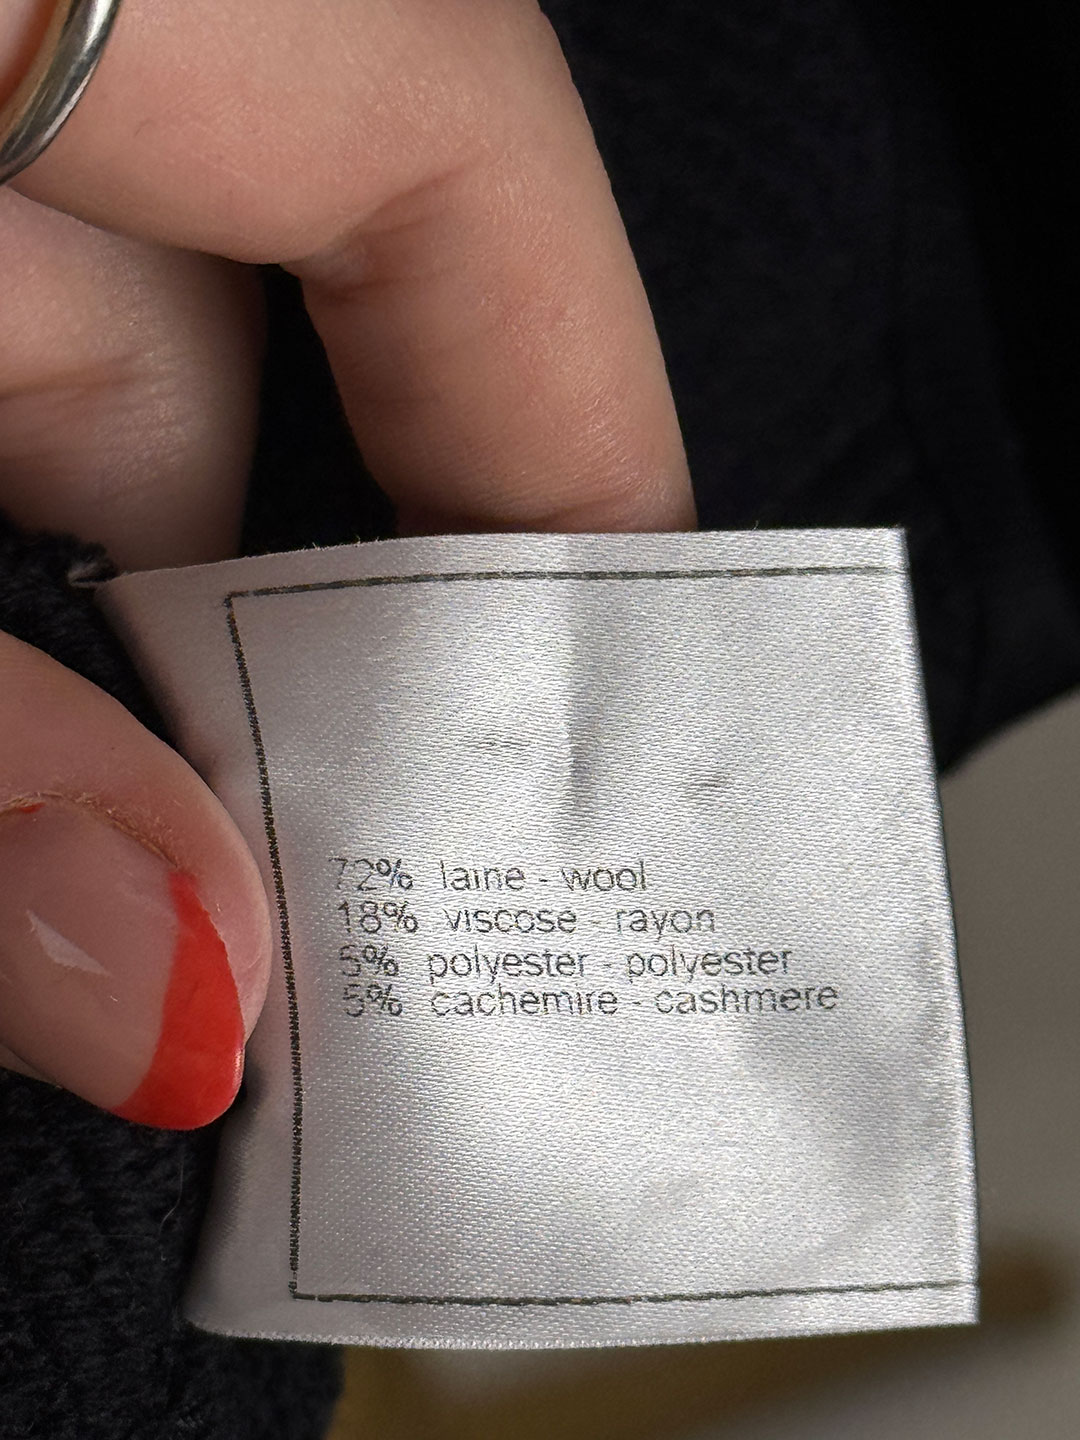 72% laine - wool
18% viscose - rayon
5% polyester - polyester
5% cachemire - cashmere